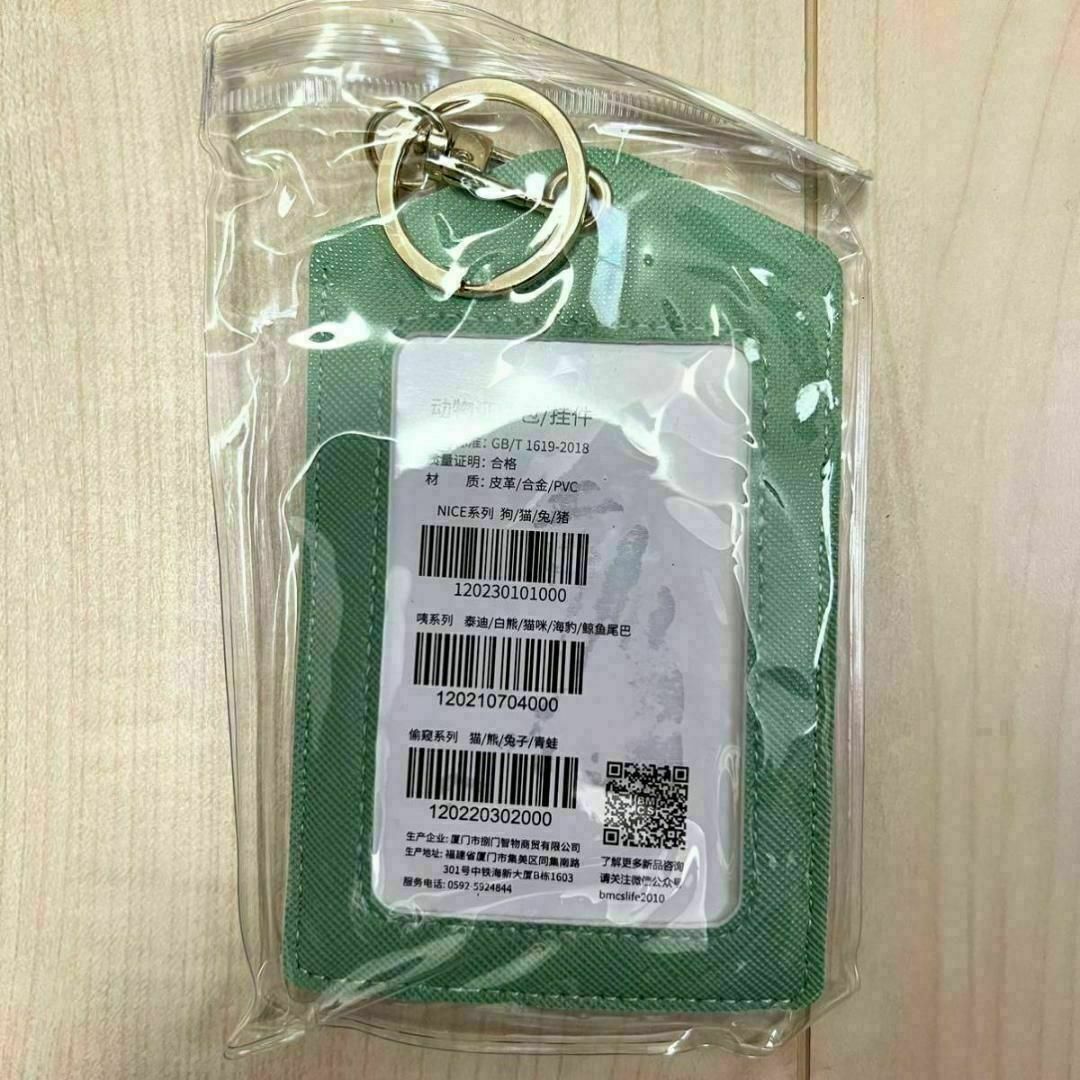 动物 包/挂件
准: GB/T 1619-2018
质量证明: 合格
材 质: 皮革/合金/PVC
NICE系列 狗/猫/兔/猪
120230101000
咦系列 泰迪/白熊/猫咪/海豹/鲸鱼尾巴
120210704000
偷窥系列 猫/熊/兔子/青蛙
120220302000
生产企业: 厦门市捌门智物商贸有限公司
生产地址: 福建省厦门市集美区同集南路
301号中铁海新大厦B栋1603
服务电话: 0592-5924844
BMCS
了解更多新品咨询
请关注微信公众号
bmcslife2010